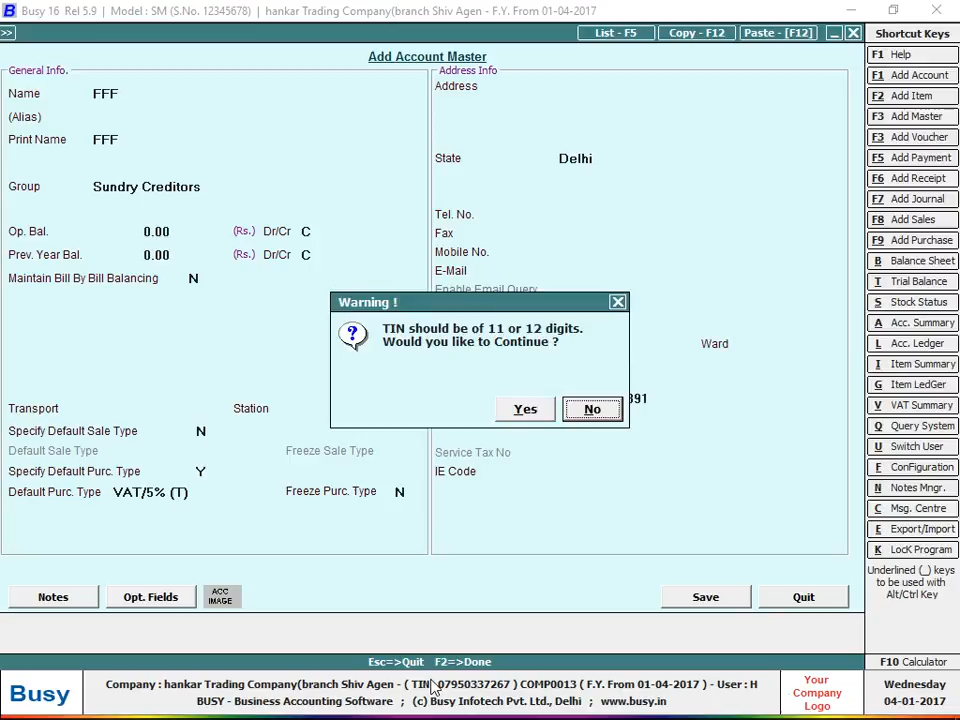 Busy 16 Rel 5.9 : Model : SM (S.No. 12345678) | hankar Trading Company(branch Shiv Agen - F.Y. From 01-04-2017
>> List - F5 Copy - F12 Paste - [F12] Shortcut Keys
Add Account Master
General Info.
Name FFF
(Alias)
Print Name FFF
Group Sundry Creditors
Op. Bal. 0.00 (Rs.) Dr/Cr C
Prev. Year Bal. 0.00 (Rs.) Dr/Cr C
Maintain Bill By Bill Balancing N
Transport Station
Specify Default Sale Type N
Default Sale Type Freeze Sale Type
Specify Default Purc. Type Y
Default Purc. Type VAT/5% (T) Freeze Purc. Type N
Address Info
Address
State Delhi
Tel. No.
Fax
Mobile No.
E-Mail
Enable Email Query
Ward
391
Service Tax No
IE Code
Warning !
TIN should be of 11 or 12 digits.
Would you like to Continue ?
Yes No
Notes Opt. Fields ACC IMAGE Save Quit
F1 Help
F1 Add Account
F2 Add Item
F3 Add Master
F3 Add Voucher
F5 Add Payment
F6 Add Receipt
F7 Add Journal
F8 Add Sales
F9 Add Purchase
B Balance Sheet
T Trial Balance
S Stock Status
A Acc. Summary
L Acc. Ledger
I Item Summary
G Item LedGer
V VAT Summary
Q Query System
U Switch User
F ConFiguration
N Notes Mngr.
C Msg. Centre
E Export/Import
K LocK Program
Underlined (_) keys
to be used with
Alt/Ctrl Key
Esc=>Quit F2=>Done
F10 Calculator
Busy
Company : hankar Trading Company(branch Shiv Agen - ( TIN 07950337267 ) COMP0013 ( F.Y. From 01-04-2017 ) - User : H
BUSY - Business Accounting Software ; (c) Busy Infotech Pvt. Ltd., Delhi ; www.busy.in
Your
Company
Logo
Wednesday
04-01-2017